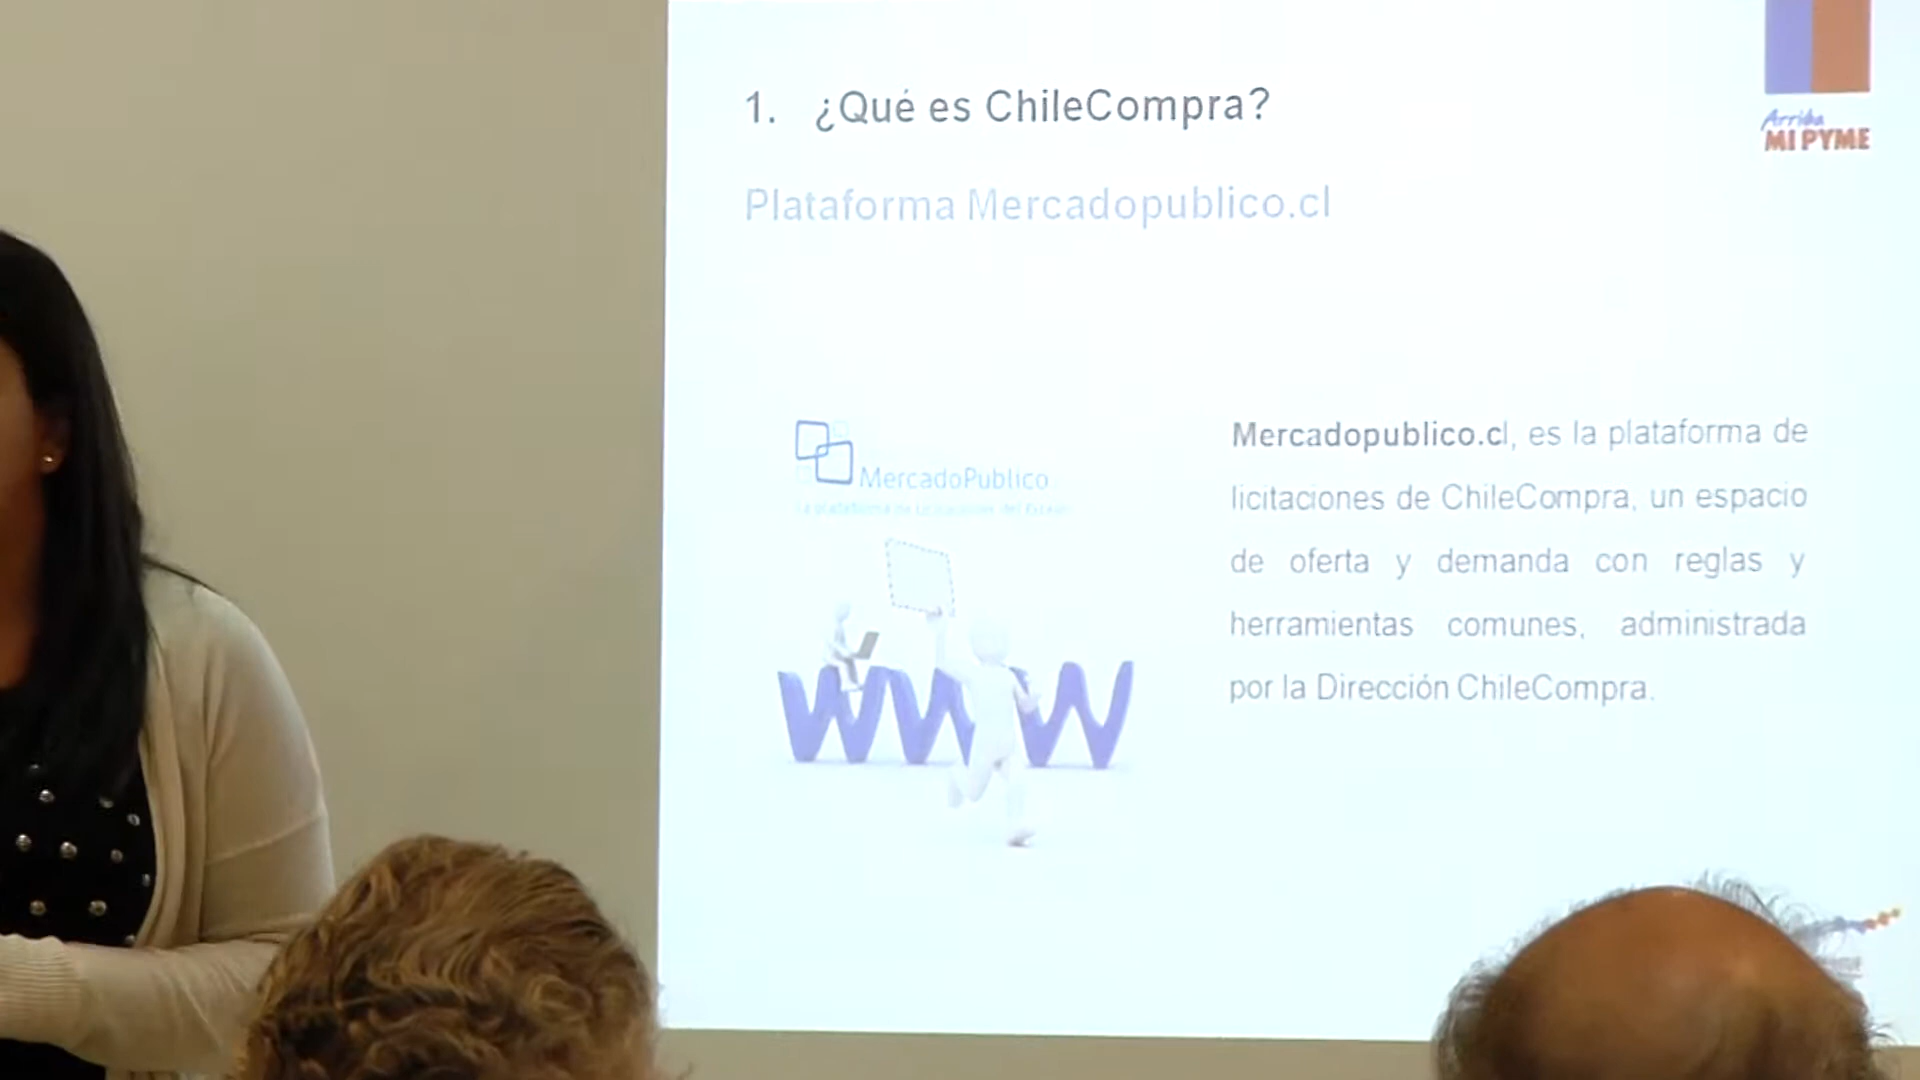 1. ¿Qué es ChileCompra?
Arriba
MI PYME
Plataforma Mercadopublico.cl
MercadoPublico
www
Mercadopublico.cl, es la plataforma de
licitaciones de ChileCompra, un espacio
de oferta y demanda con reglas y
herramientas comunes, administrada
por la Dirección ChileCompra.